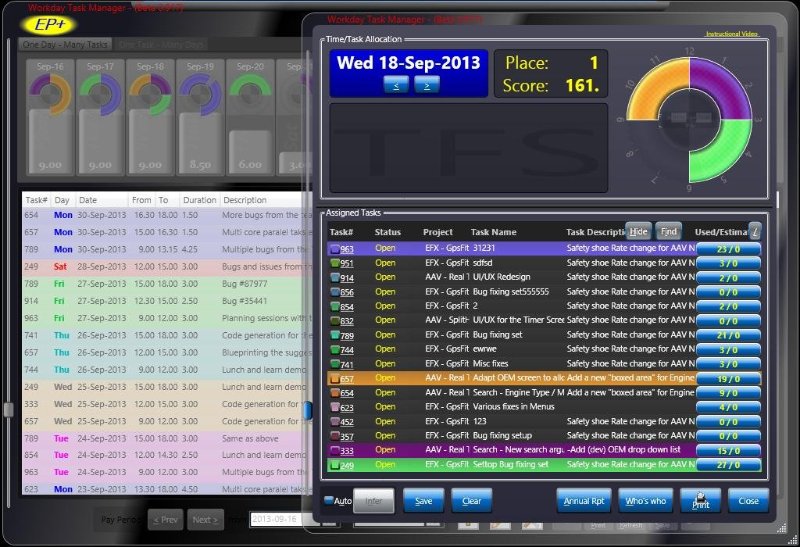 Workday Task Manager - (Beta 0.977)
EP+
One Day - Many Tasks One Task - Many Days
Sep-16 Sep-17 Sep-18 Sep-19 Sep-20
9.00 9.00 9.00 8.50 6.00 3.00
Task# Day Date From To Duration Description
654 Mon 30-Sep-2013 16.30 18.00 1.50 More bugs from the
657 Mon 30-Sep-2013 15.00 18.00 3.00 Multi core paralel
789 Mon 30-Sep-2013 9.00 13.15 4.25 Multiple bugs from
249 Sat 28-Sep-2013 12.00 15.00 3.00 Bugs and issues from
789 Fri 27-Sep-2013 15.00 18.00 3.00 Bug #87977
914 Fri 27-Sep-2013 12.30 15.00 2.50 Bug #35441
963 Fri 27-Sep-2013 9.00 12.00 3.00 Planning sessions with
741 Thu 26-Sep-2013 15.00 18.00 3.00 Code generation for
657 Thu 26-Sep-2013 12.00 15.00 3.00 Blueprinting the
744 Thu 26-Sep-2013 9.00 12.00 3.00 Lunch and learn demo
249 Wed 25-Sep-2013 15.00 18.00 3.00 Lunch and learn demo
333 Wed 25-Sep-2013 12.00 15.00 3.00 Code generation for
657 Wed 25-Sep-2013 9.00 12.00 3.00 Code generation for
789 Tue 24-Sep-2013 15.00 18.00 3.00 Same as above
654 Tue 24-Sep-2013 12.00 14.30 2.50 Lunch and learn demo
963 Tue 24-Sep-2013 9.00 12.00 3.00 Multiple bugs from
623 Mon 23-Sep-2013 13.30 18.00 4.50 Multi core paralel
Pay Period < Prev Next > 2013-09-16
Workday Task Manager
Instructional Video
Time/Task Allocation
Wed 18-Sep-2013
< >
Place: 1
Score: 161.
TFS
Assigned Tasks
Task# Status Project Task Name Task Descripti Hide Find Used/Estima
963 Open EFX - GpsFit 31231 Safety shoe Rate change for AAV N 23 / 0
951 Open EFX - GpsFit sdfsd Safety shoe Rate change for AAV N 3 / 0
914 Open AAV - Real T UI/UX Redesign Safety shoe Rate change for AAV N 2 / 0
856 Open EFX - GpsFit Bug fixing set555555 Safety shoe Rate change for AAV N 0 / 0
854 Open EFX - GpsFit 2 Safety shoe Rate change for AAV N 2 / 0
832 Open AAV - Split- UI/UX for the Timer Scree Safety shoe Rate change for AAV N 0 / 0
789 Open EFX - GpsFit Bug fixing set Safety shoe Rate change for AAV N 21 / 0
744 Open EFX - GpsFit ewrwe Safety shoe Rate change for AAV N 3 / 0
741 Open EFX - GpsFit Misc fixes Safety shoe Rate change for AAV N 3 / 0
657 Open AAV - Real T Adapt OEM screen to allo Add a new "boxed area" for Engine 19 / 0
654 Open AAV - Real T Search - Engine Type / M Add a new "boxed area" for Engine 9 / 0
623 Open EFX - GpsFit Various fixes in Menus 4 / 0
452 Open EFX - GpsFit 123 Safety shoe Rate change for AAV N 0 / 0
357 Open EFX - GpsFit Bug fixing setup Safety shoe Rate change for AAV N 0 / 0
333 Open AAV - Real T Search - New search argu -Add (dev) OEM drop down list 15 / 0
249 Open EFX - GpsFit Settop Bug fixing set Safety shoe Rate change for AAV N 27 / 0
Auto Infer Save Clear Annual Rpt Who's who Print Close